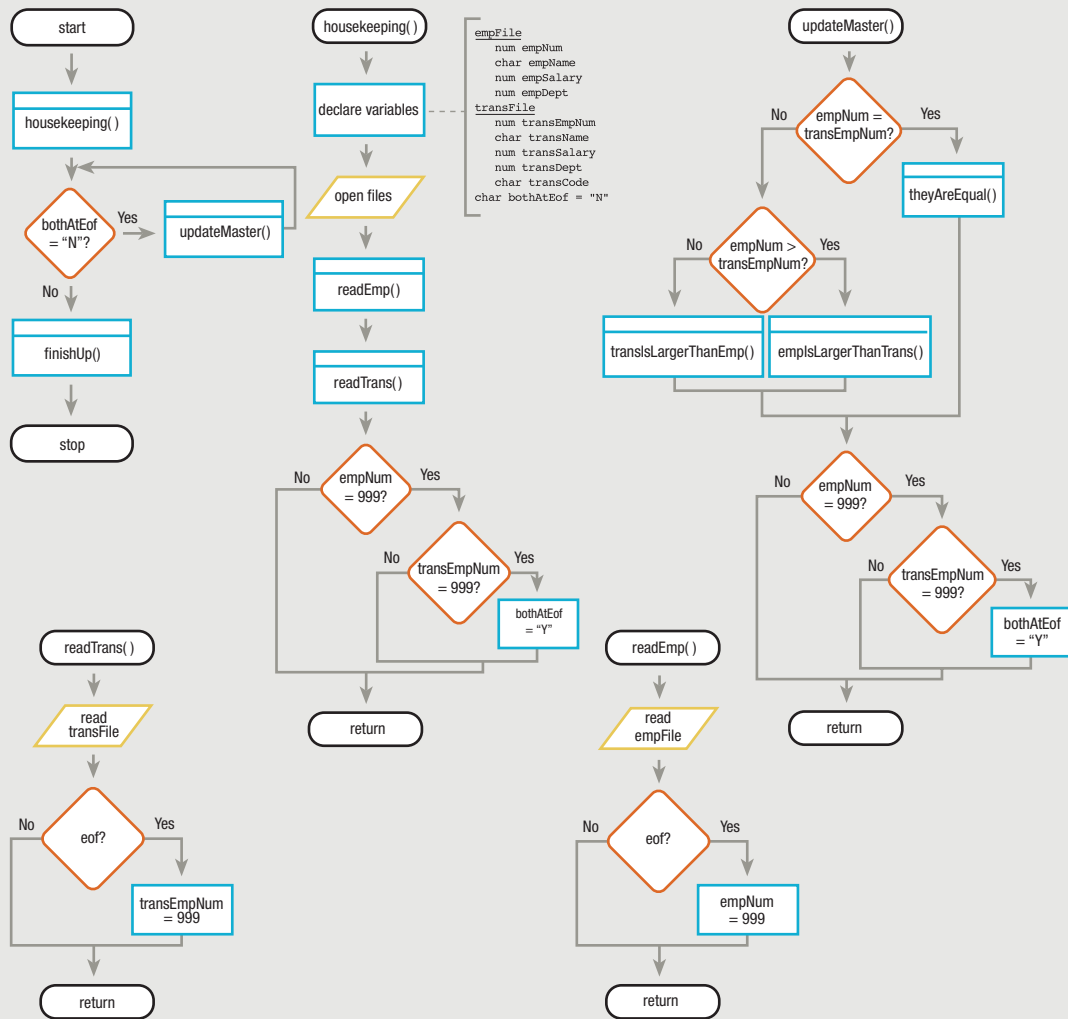 start
housekeeping( )
bothAtEof
= “N”?
Yes
updateMaster()
No
finishUp()
stop
housekeeping( )
declare variables
empFile
num empNum
char empName
num empSalary
num empDept
transFile
num transEmpNum
char transName
num transSalary
num transDept
char transCode
char bothAtEof = "N"
open files
readEmp()
readTrans()
No
empNum
= 999?
Yes
No
transEmpNum
= 999?
Yes
bothAtEof
= “Y”
return
updateMaster()
No
empNum =
transEmpNum?
Yes
theyAreEqual()
No
empNum >
transEmpNum?
Yes
transIsLargerThanEmp()
empIsLargerThanTrans()
No
empNum
= 999?
Yes
No
transEmpNum
= 999?
Yes
bothAtEof
= “Y”
return
readTrans( )
read
transFile
No
eof?
Yes
transEmpNum
= 999
return
readEmp( )
read
empFile
No
eof?
Yes
empNum
= 999
return